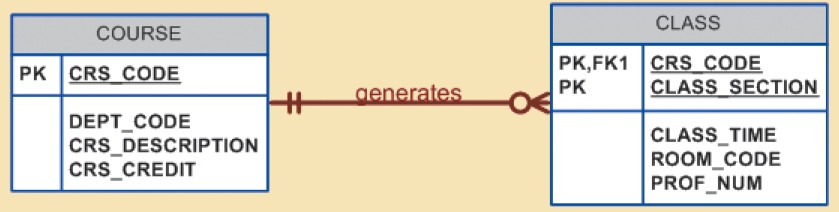 COURSE
PK CRS_CODE
DEPT_CODE
CRS_DESCRIPTION
CRS_CREDIT
generates
CLASS
PK,FK1 CRS_CODE
PK CLASS_SECTION
CLASS_TIME
ROOM_CODE
PROF_NUM